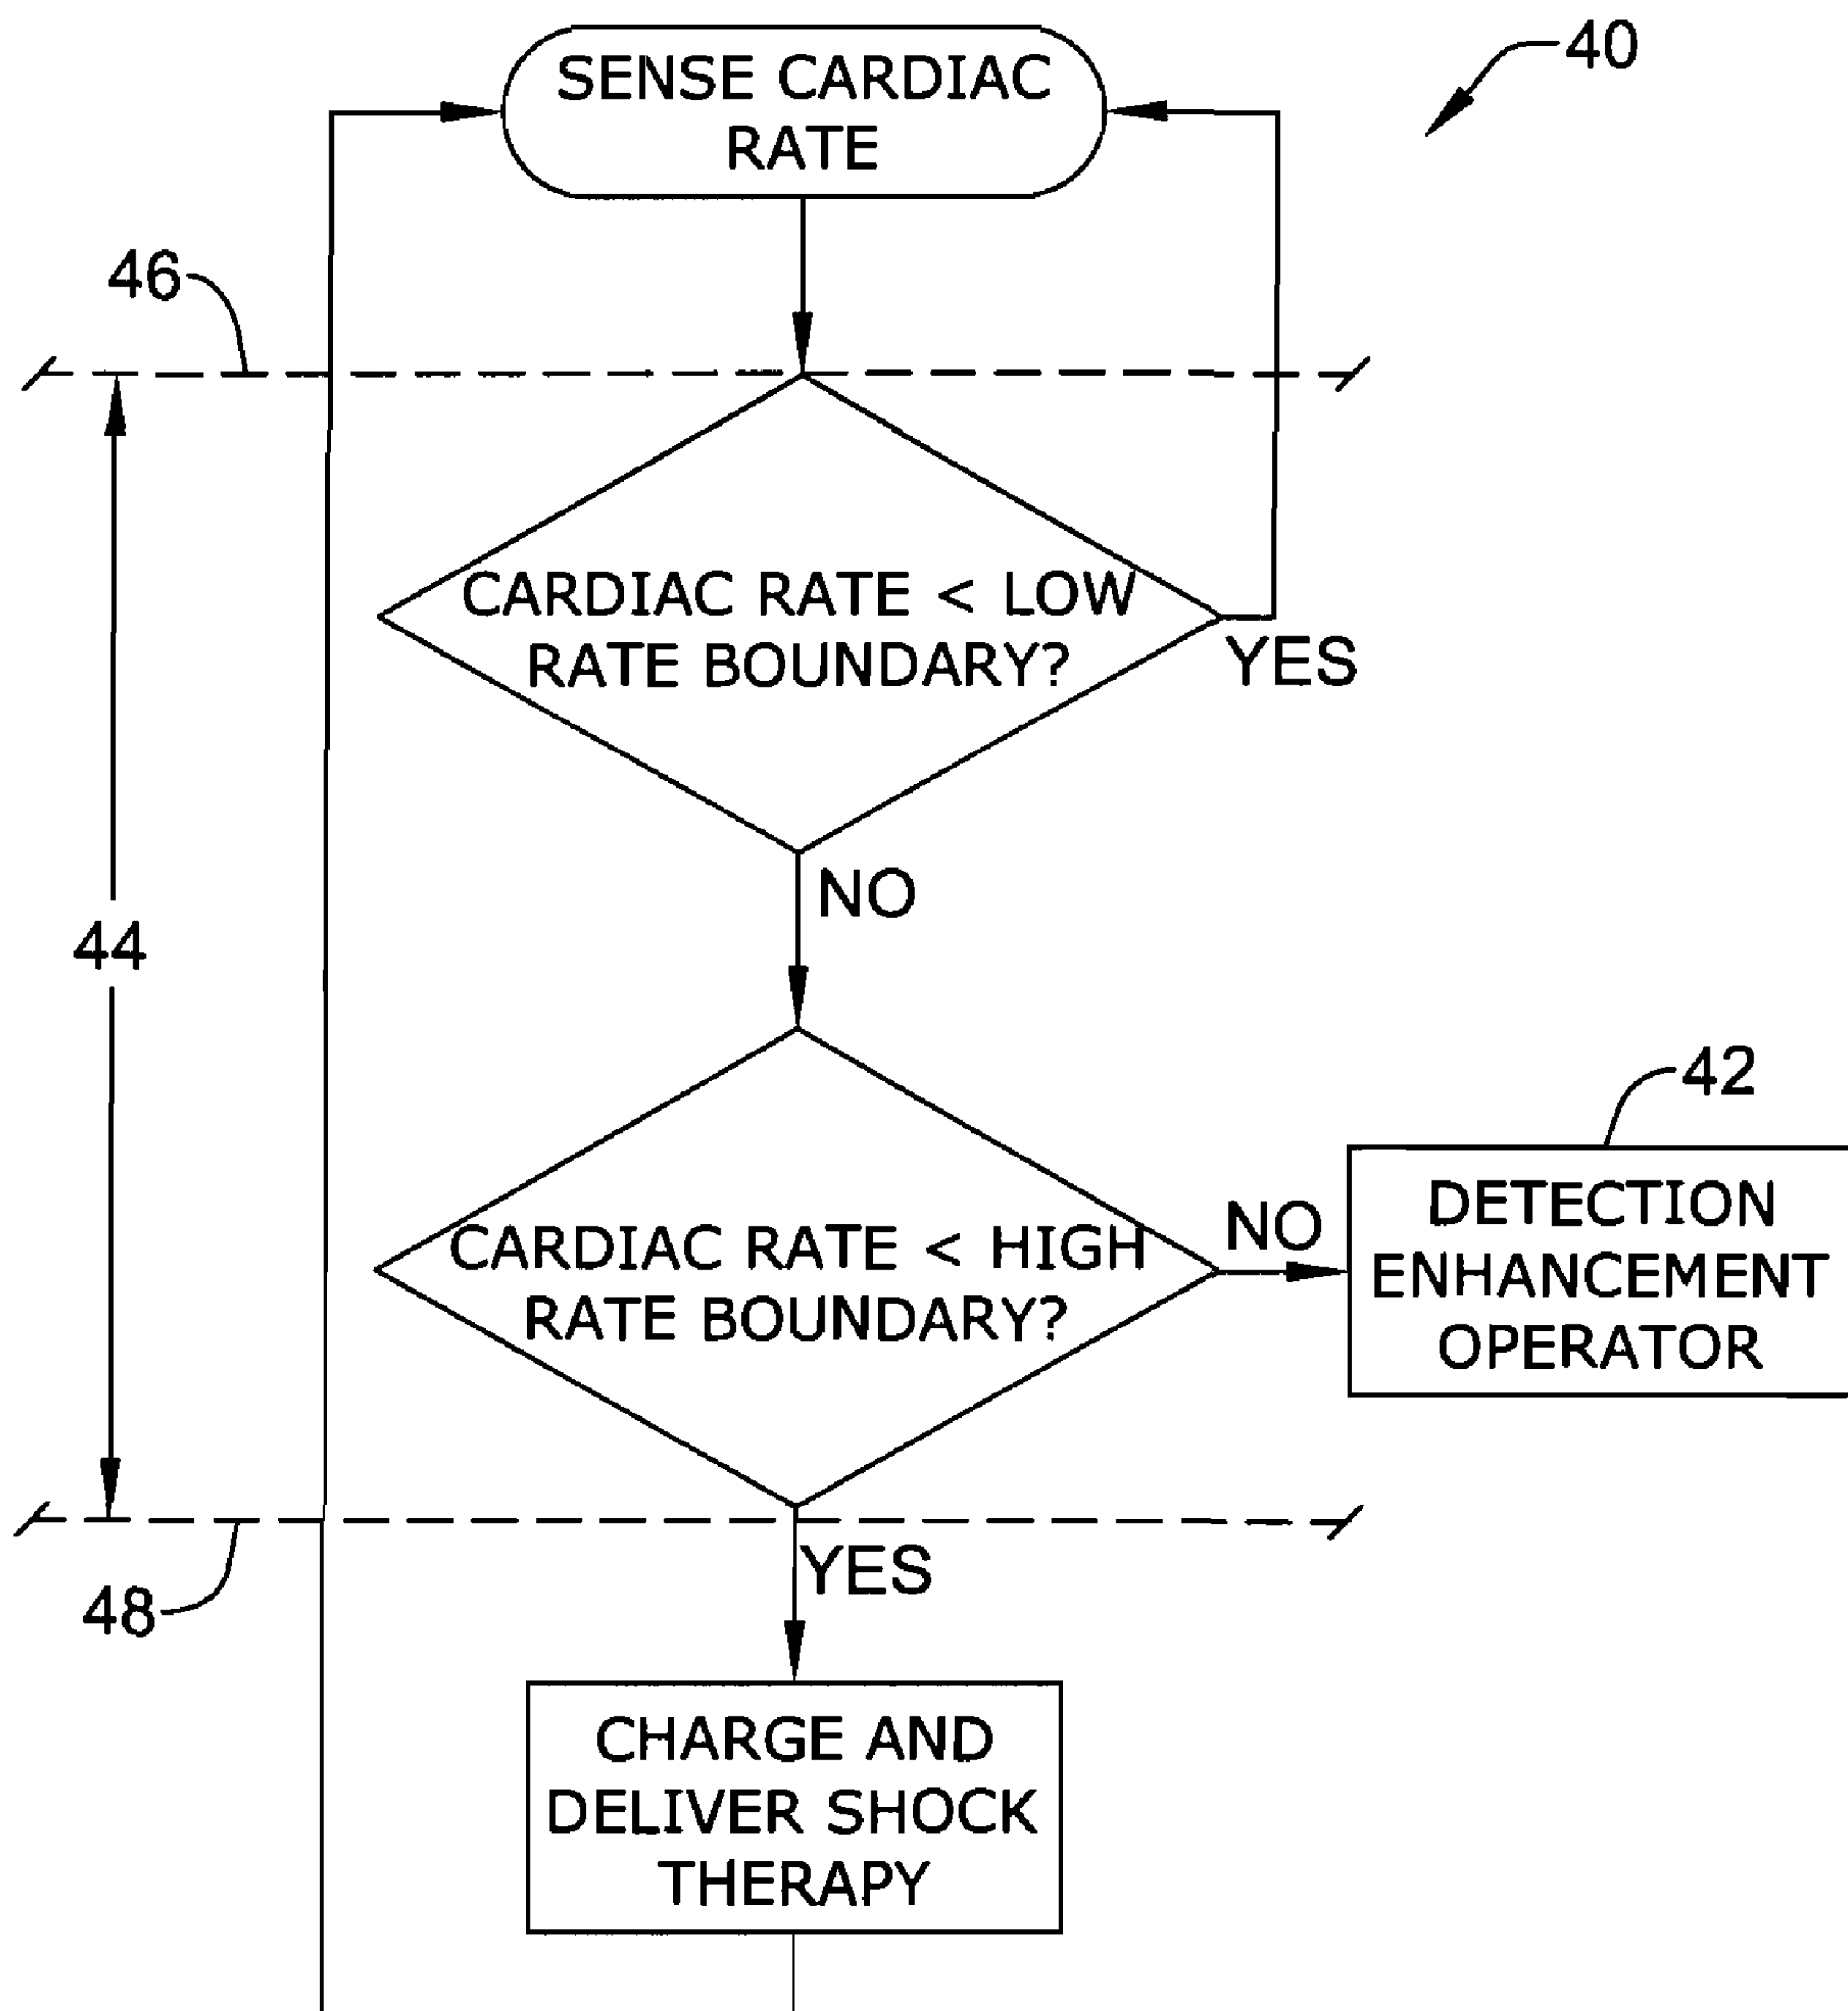 40
SENSE CARDIAC
RATE
46
CARDIAC RATE < LOW
RATE BOUNDARY?
YES
NO
44
42
DETECTION
ENHANCEMENT
OPERATOR
NO
CARDIAC RATE < HIGH
RATE BOUNDARY?
YES
48
CHARGE AND
DELIVER SHOCK
THERAPY